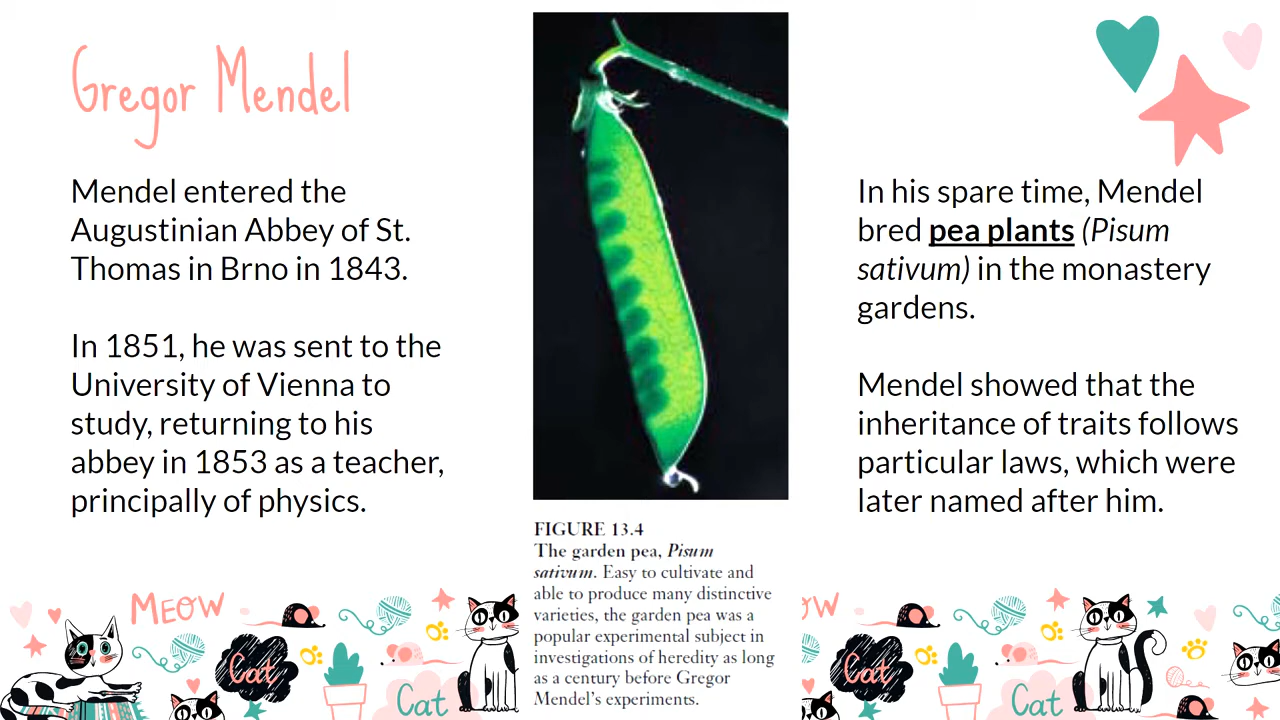 Gregor Mendel
Mendel entered the
Augustinian Abbey of St.
Thomas in Brno in 1843.
In 1851, he was sent to the
University of Vienna to
study, returning to his
abbey in 1853 as a teacher,
principally of physics.
FIGURE 13.4
The garden pea, Pisum
sativum. Easy to cultivate and
able to produce many distinctive
varieties, the garden pea was a
popular experimental subject in
investigations of heredity as long
as a century before Gregor
Mendel's experiments.
In his spare time, Mendel
bred pea plants (Pisum
sativum) in the monastery
gardens.
Mendel showed that the
inheritance of traits follows
particular laws, which were
later named after him.
MEOW
Cat
Cat
OW
Cat
Cat